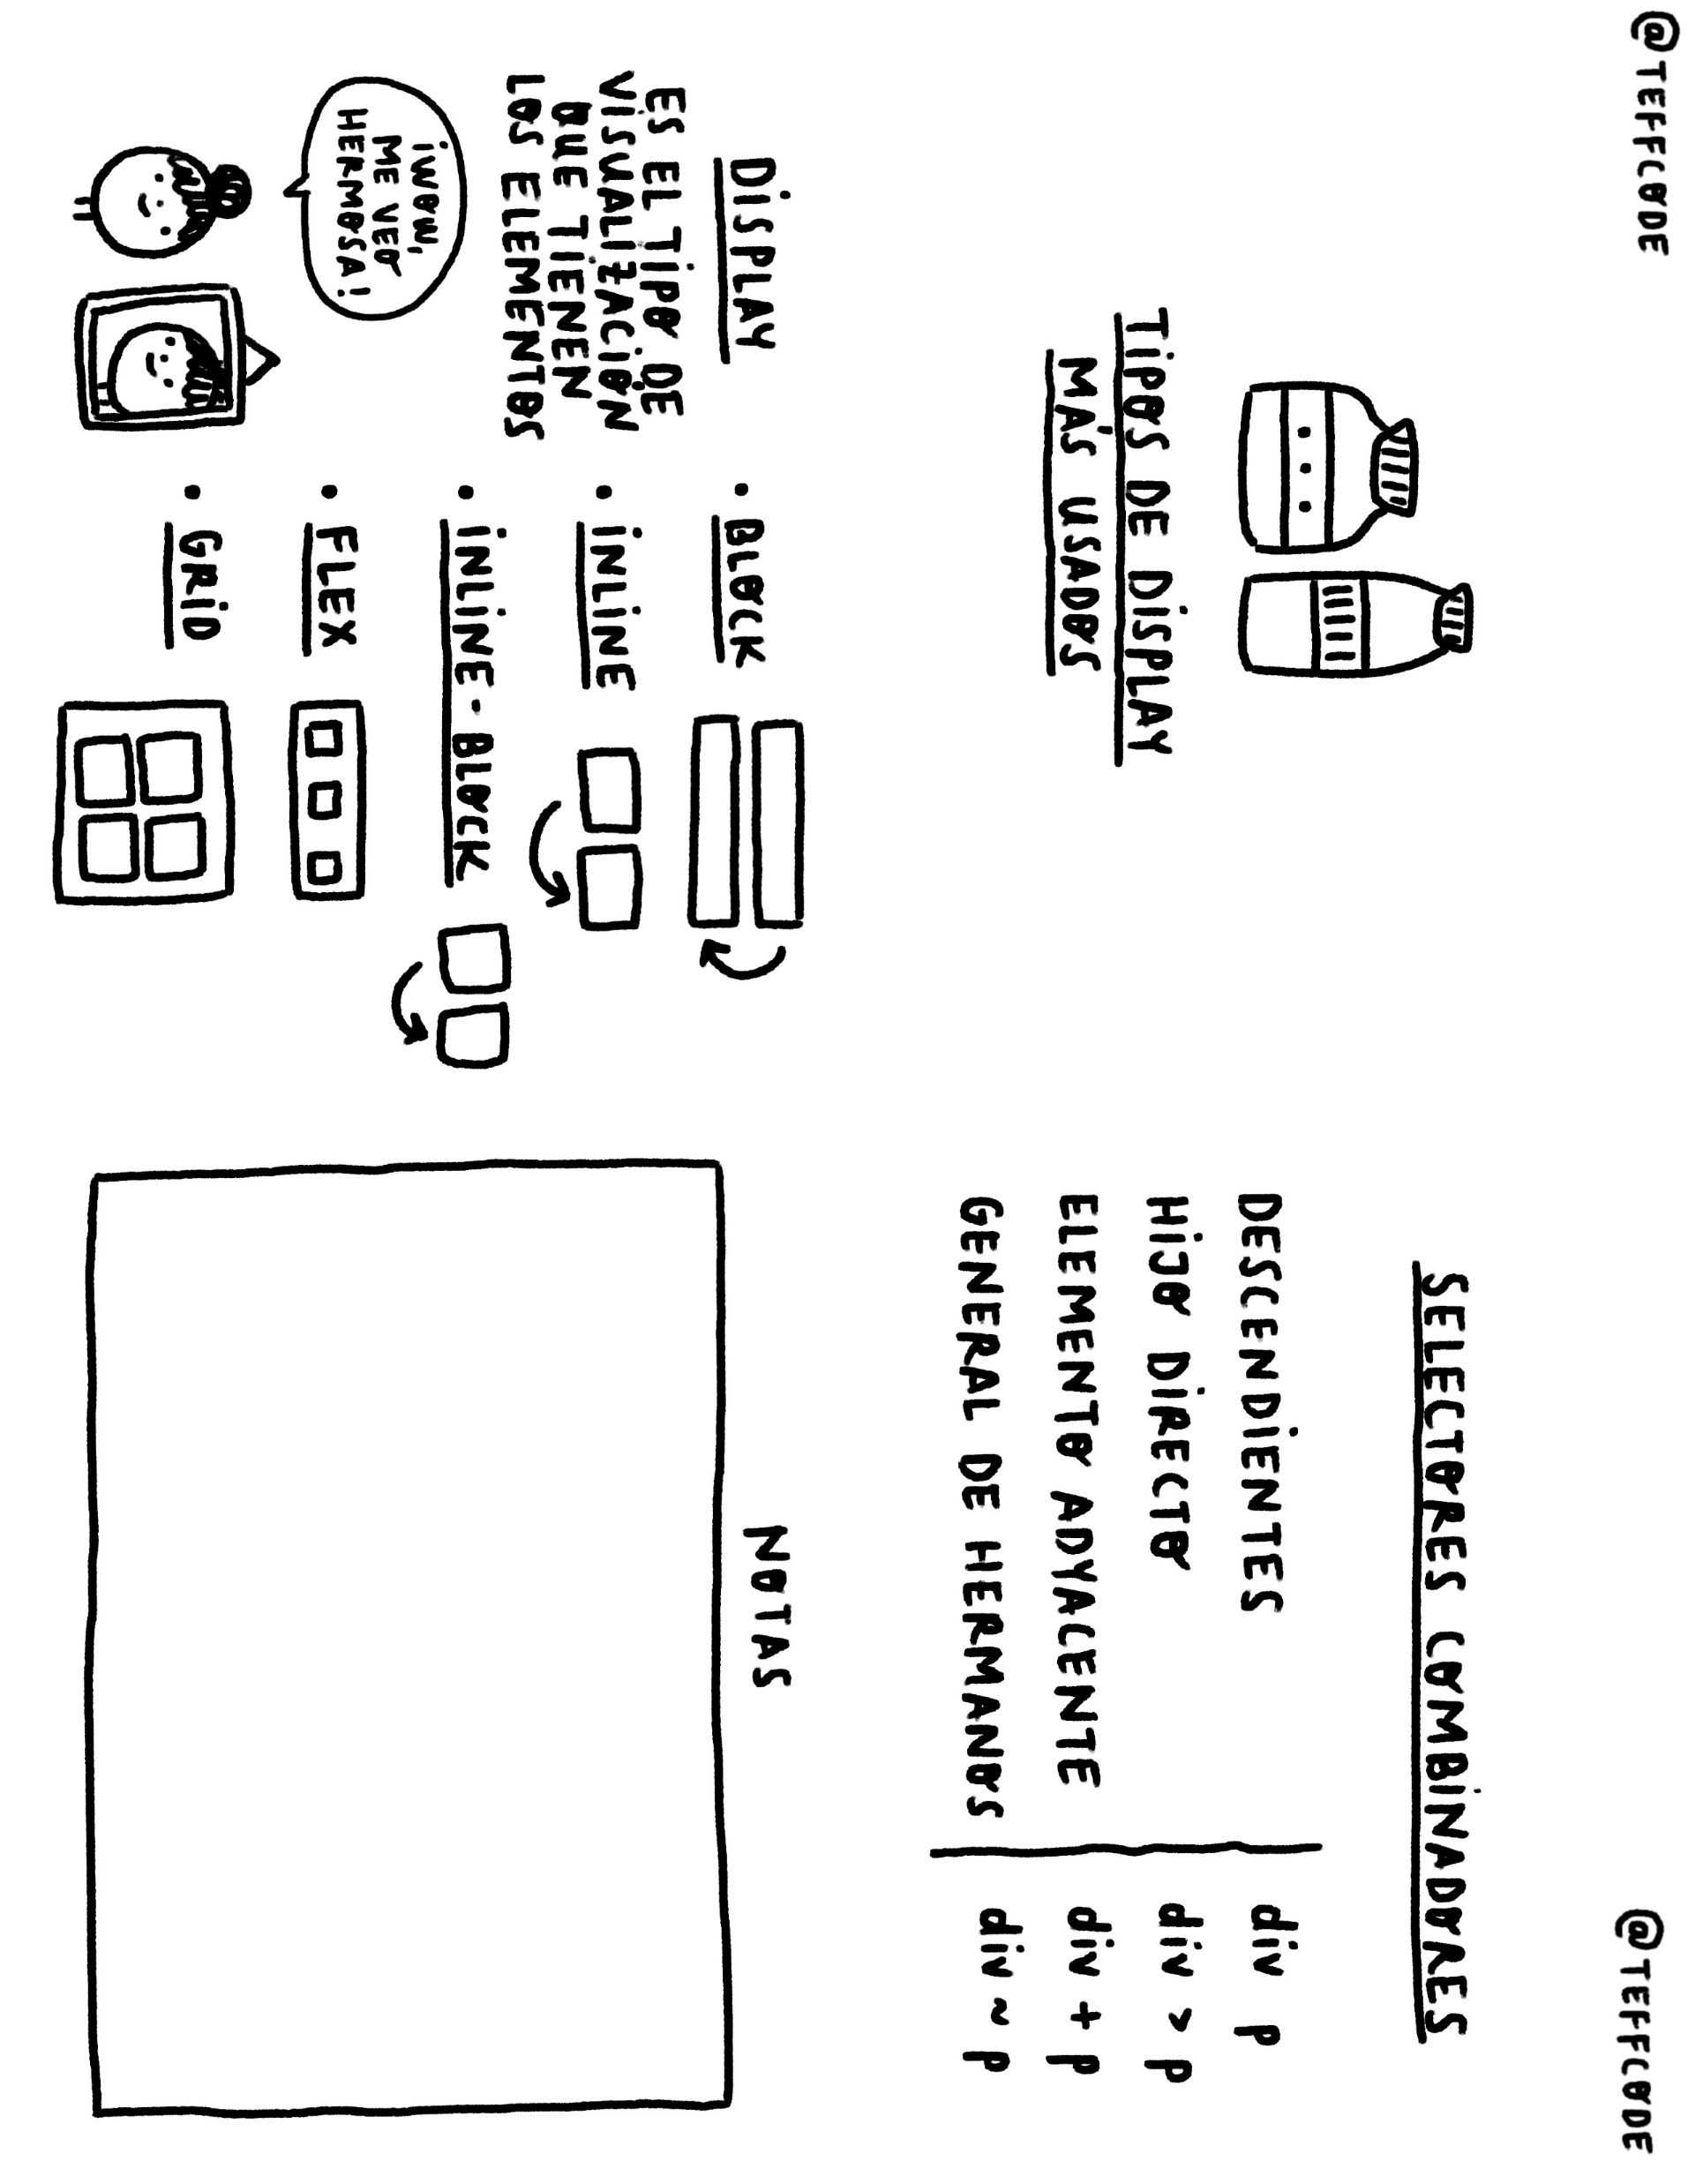 @TEFFCODE
TIPOS DE DISPLAY
MÁS USADOS
DISPLAY
ES EL TIPO DE
VISUALIZACIÓN
QUE TIENEN
LOS ELEMENTOS
¡WOW,
ME VEO
HERMOSA!
• BLOCK
• INLINE
• INLINE-BLOCK
• FLEX
• GRID
@TEFFCODE
SELECTORES COMBINADORES
DESCENDIENTES div p
HIJO DIRECTO div > p
ELEMENTO ADYACENTE div + p
GENERAL DE HERMANOS div ~ p
NOTAS